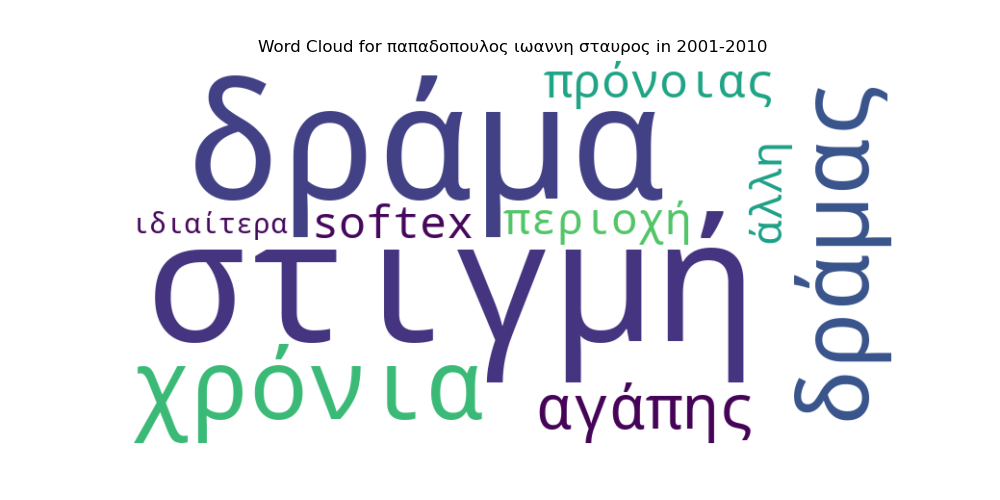 Word Cloud for παπαδοπουλος ιωαννη σταυρος in 2001-2010
πρόνοιας
δράμα
δράμας
άλλη
ιδιαίτερα
softex
περιοχή
στιγμή
χρόνια
αγάπης